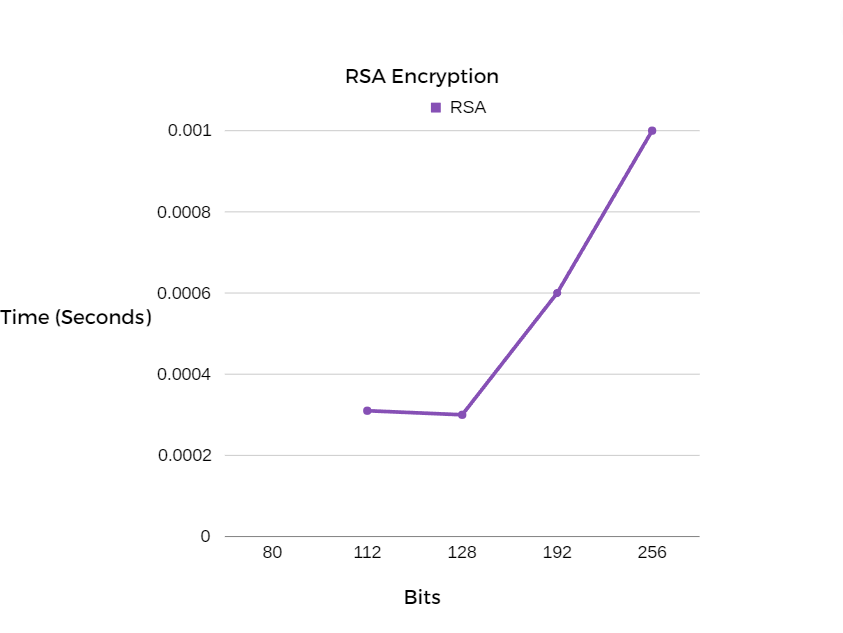 RSA Encryption
RSA
0.001
0.0008
0.0006
Time (Seconds)
0.0004
0.0002
0
80 112 128 192 256
Bits